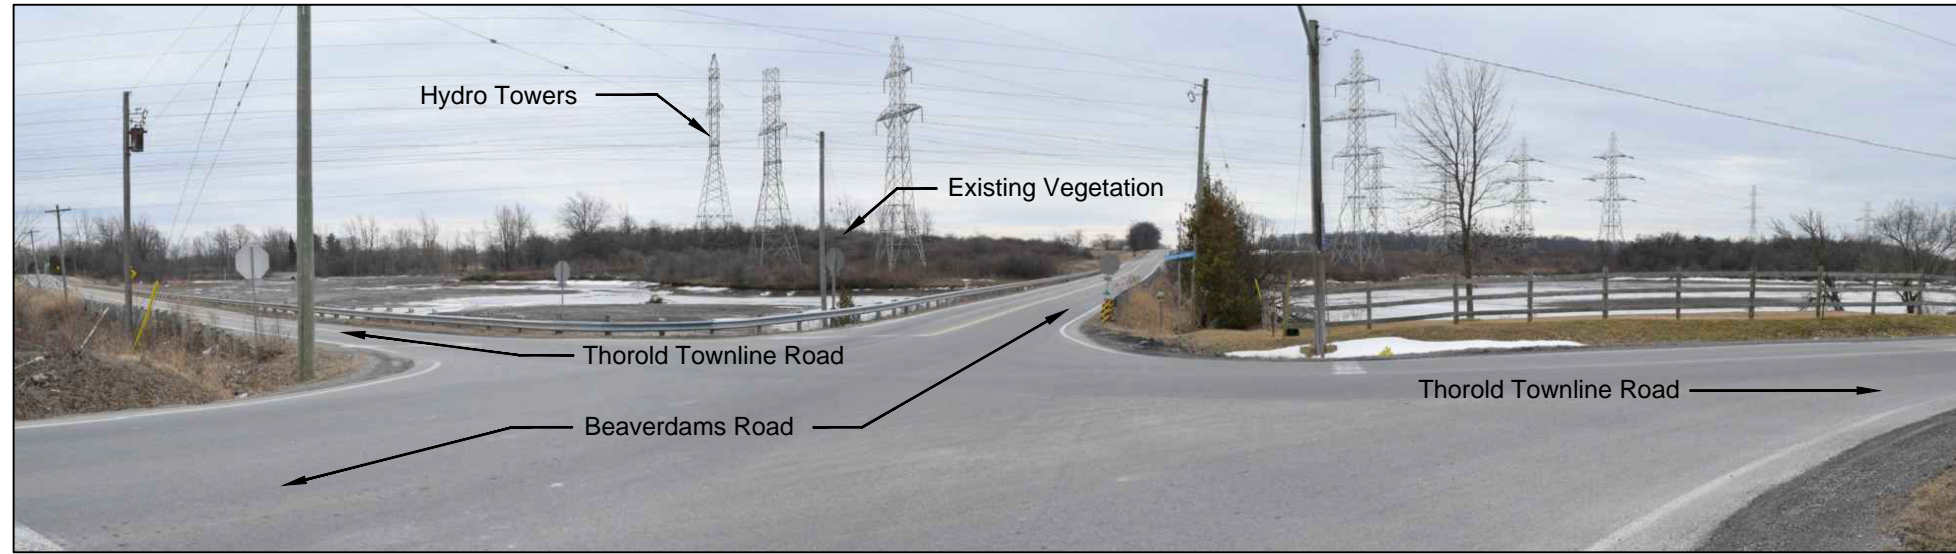 Hydro Towers
Existing Vegetation
Thorold Townline Road
Thorold Townline Road
Beaverdams Road